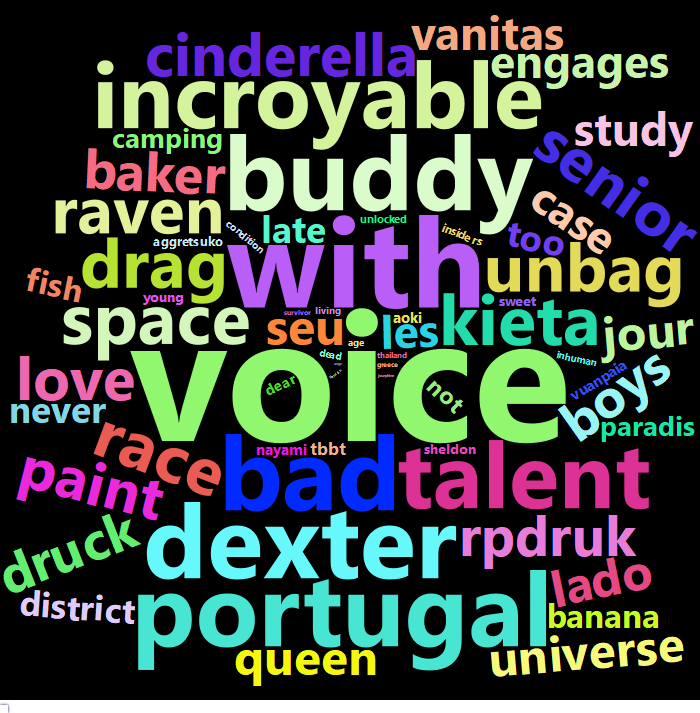 vanitas
cinderella
engages
incroyable
study
camping
senior
buddy
baker
case
raven
unlocked
late
condition
insiders
too
aggretsuko
with
drag
unbag
fish
young
sweet
space
survivor
living
aoki
kieta
seu
les
jour
age
dead
thailand
inhuman
greece
love
voice
dear
not
vuanpaia
boys
never
paradis
race
nayami
tbbt
sheldon
paint
bad
talent
druck
dexter
rpdruk
lado
district
portugal
banana
queen
universe